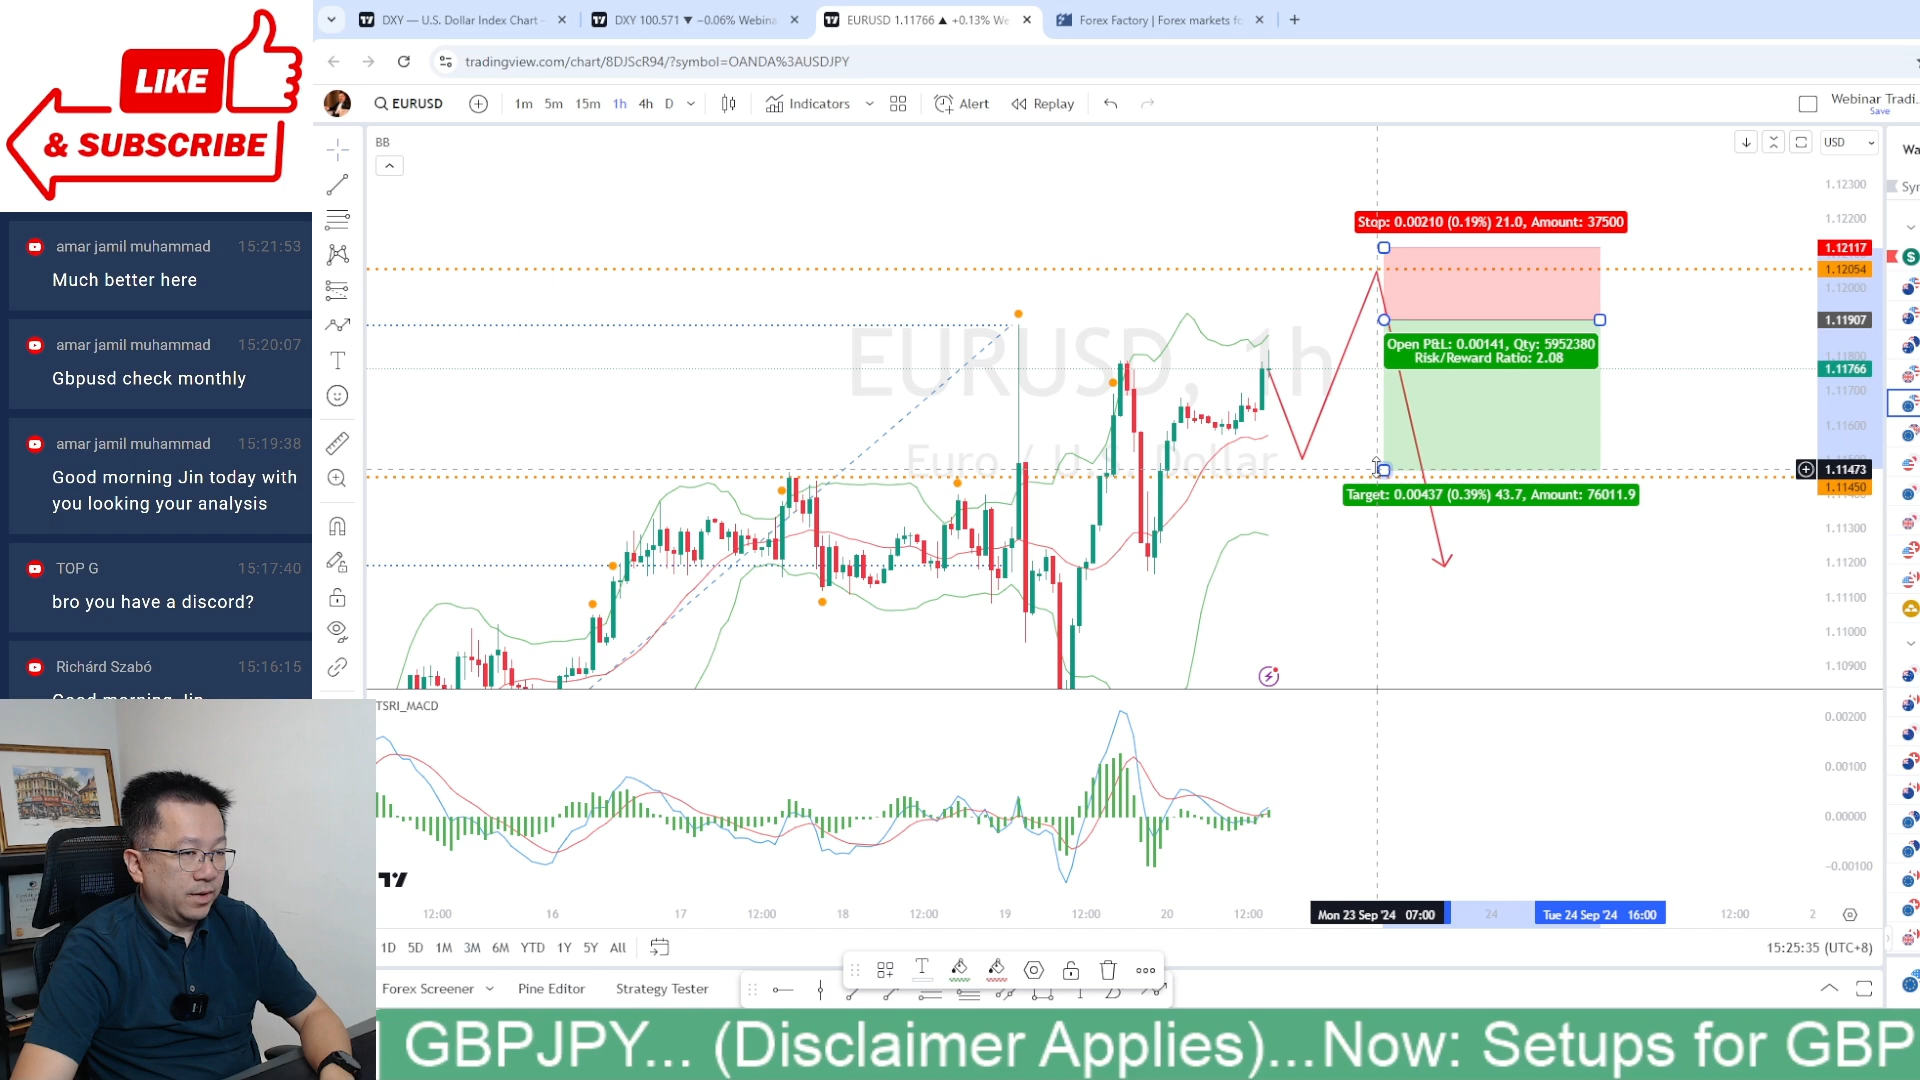 LIKE
& SUBSCRIBE
amar jamil muhammad 15:21:53
Much better here
amar jamil muhammad 15:20:07
Gbpusd check monthly
amar jamil muhammad 15:19:38
Good morning Jin today with
you looking your analysis
TOP G 15:17:40
bro you have a discord?
Richárd Szabó 15:16:15
DXY — U.S. Dollar Index Chart
DXY 100.571 ▼ −0.06% Webina
EURUSD 1.11766 ▲ +0.13% We
Forex Factory | Forex markets fo
tradingview.com/chart/8DJScR94/?symbol=OANDA%3AUSDJPY
EURUSD
1m 5m 15m 1h 4h D
Indicators
Alert
Replay
Webinar Tradi...
Save
BB
USD
Wa
Syr
EURUSD, 1h
Euro / U.S. Dollar
Stop: 0.00210 (0.19%) 21.0, Amount: 37500
Open P&L: 0.00141, Qty: 5952380
Risk/Reward Ratio: 2.08
Target: 0.00437 (0.39%) 43.7, Amount: 76011.9
1.12300
1.12200
1.12117
1.12054
1.12000
1.11907
1.11800
1.11766
1.11700
1.11600
1.11473
1.11450
1.11300
1.11200
1.11100
1.11000
1.10900
TSRI_MACD
0.00200
0.00100
0.00000
−0.00100
12:00 16 17 12:00 18 12:00 19 12:00 20 12:00 Mon 23 Sep '24 07:00 24 Tue 24 Sep '24 16:00 12:00 2
1D 5D 1M 3M 6M YTD 1Y 5Y All
15:25:35 (UTC+8)
Forex Screener
Pine Editor
Strategy Tester
GBPJPY... (Disclaimer Applies)...Now: Setups for GBP